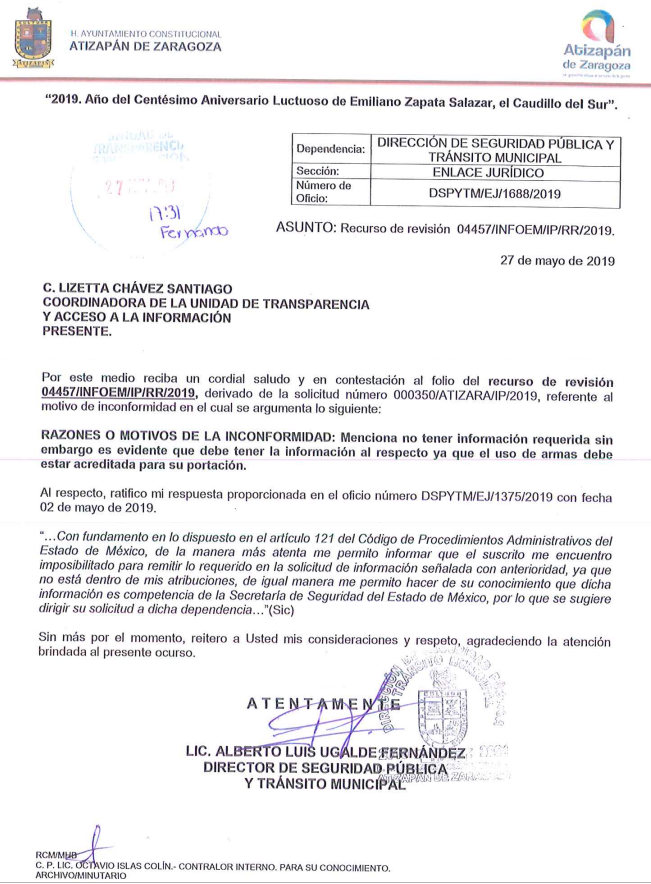 H. AYUNTAMIENTO CONSTITUCIONAL
ATIZAPÁN DE ZARAGOZA
Atizapán
de Zaragoza
“2019. Año del Centésimo Aniversario Luctuoso de Emiliano Zapata Salazar, el Caudillo del Sur”.
27
17:31
Fernando
Dependencia: DIRECCIÓN DE SEGURIDAD PÚBLICA Y
TRÁNSITO MUNICIPAL
Sección: ENLACE JURÍDICO
Número de
Oficio: DSPYTM/EJ/1688/2019
ASUNTO: Recurso de revisión 04457/INFOEM/IP/RR/2019.
27 de mayo de 2019
C. LIZETTA CHÁVEZ SANTIAGO
COORDINADORA DE LA UNIDAD DE TRANSPARENCIA
Y ACCESO A LA INFORMACIÓN
PRESENTE.
Por este medio reciba un cordial saludo y en contestación al folio del recurso de revisión
04457/INFOEM/IP/RR/2019, derivado de la solicitud número 000350/ATIZARA/IP/2019, referente al
motivo de inconformidad en el cual se argumenta lo siguiente:
RAZONES O MOTIVOS DE LA INCONFORMIDAD: Menciona no tener información requerida sin
embargo es evidente que debe tener la información al respecto ya que el uso de armas debe
estar acreditada para su portación.
Al respecto, ratifico mi respuesta proporcionada en el oficio número DSPYTM/EJ/1375/2019 con fecha
02 de mayo de 2019.
“…Con fundamento en lo dispuesto en el artículo 121 del Código de Procedimientos Administrativos del
Estado de México, de la manera más atenta me permito informar que el suscrito me encuentro
imposibilitado para remitir lo requerido en la solicitud de información señalada con anterioridad, ya que
no está dentro de mis atribuciones, de igual manera me permito hacer de su conocimiento que dicha
información es competencia de la Secretaría de Seguridad del Estado de México, por lo que se sugiere
dirigir su solicitud a dicha dependencia…”(Sic)
Sin más por el momento, reitero a Usted mis consideraciones y respeto, agradeciendo la atención
brindada al presente ocurso.
ATENTAMENTE
LIC. ALBERTO LUIS UGALDE FERNÁNDEZ
DIRECTOR DE SEGURIDAD PÚBLICA
Y TRÁNSITO MUNICIPAL
RCM/MUB
C. P. LIC. OCTAVIO ISLAS COLÍN.- CONTRALOR INTERNO. PARA SU CONOCIMIENTO.
ARCHIVO/MINUTARIO